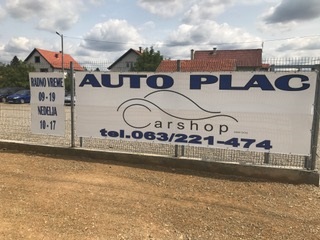 RADNO VREME
09-19
NEDELJA
10-17
AUTO PLAC
Carshop
tel.063/221-474